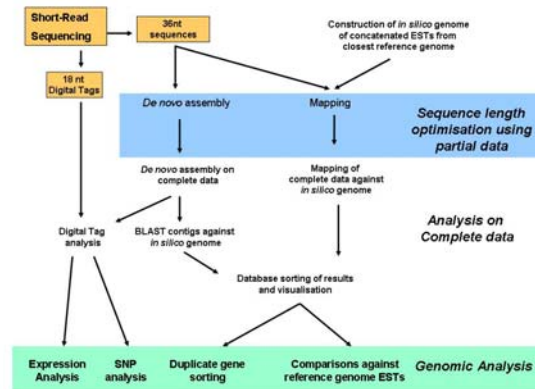 Short-Read
Sequencing
36nt
sequences
Construction of in silico genome
of concatenated ESTs from
closest reference genome
18 nt
Digital Tags
De novo assembly
Mapping
Sequence length
optimisation using
partial data
De novo assembly on
complete data
Mapping of
complete data against
in silico genome
Digital Tag
analysis
BLAST contigs against
in silico genome
Analysis on
Complete data
Database sorting of results
and visualisation
Expression
Analysis
SNP
analysis
Duplicate gene
sorting
Comparisons against
reference genome ESTs
Genomic Analysis